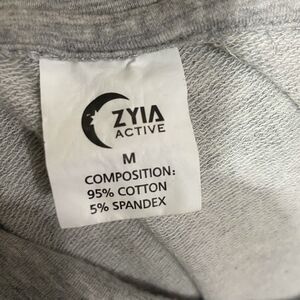 ZYIA
ACTIVE
M
COMPOSITION:
95% COTTON
5% SPANDEX